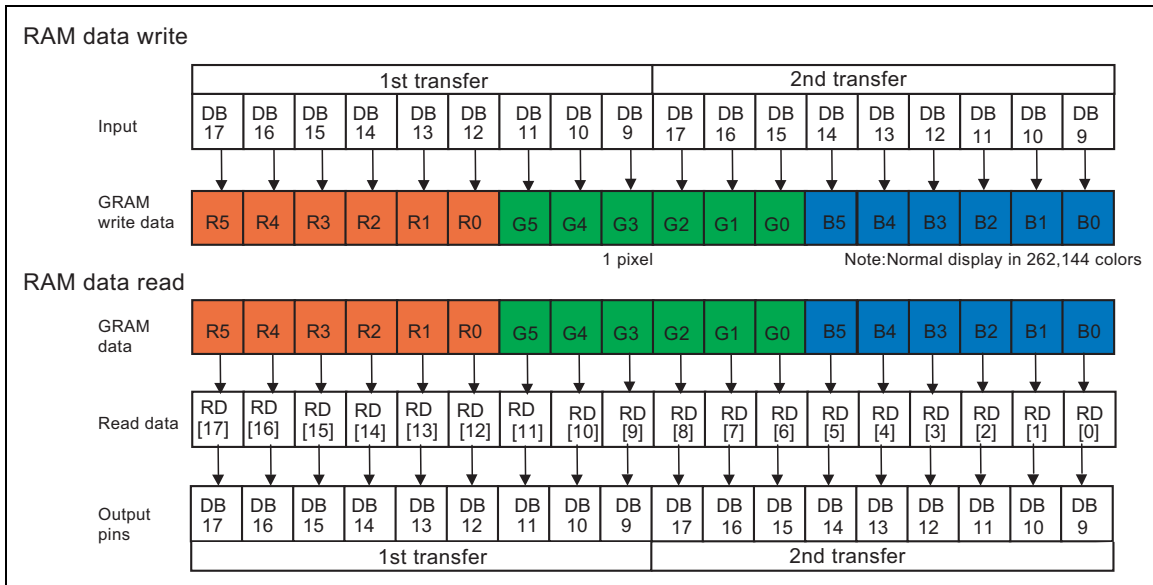 RAM data write
1st transfer 2nd transfer
Input DB 17 DB 16 DB 15 DB 14 DB 13 DB 12 DB 11 DB 10 DB 9 DB 17 DB 16 DB 15 DB 14 DB 13 DB 12 DB 11 DB 10 DB 9
GRAM write data R5 R4 R3 R2 R1 R0 G5 G4 G3 G2 G1 G0 B5 B4 B3 B2 B1 B0
1 pixel Note:Normal display in 262,144 colors
RAM data read
GRAM data R5 R4 R3 R2 R1 R0 G5 G4 G3 G2 G1 G0 B5 B4 B3 B2 B1 B0
Read data RD [17] RD [16] RD [15] RD [14] RD [13] RD [12] RD [11] RD [10] RD [9] RD [8] RD [7] RD [6] RD [5] RD [4] RD [3] RD [2] RD [1] RD [0]
Output pins DB 17 DB 16 DB 15 DB 14 DB 13 DB 12 DB 11 DB 10 DB 9 DB 17 DB 16 DB 15 DB 14 DB 13 DB 12 DB 11 DB 10 DB 9
1st transfer 2nd transfer